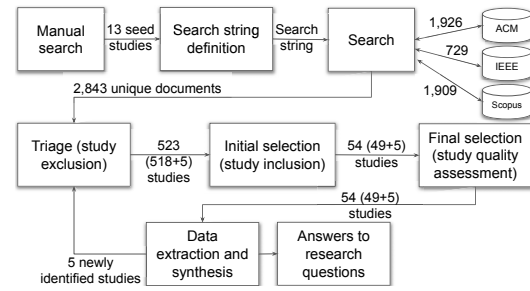 Manual
search
13 seed
studies
Search string
definition
Search
string
Search
1,926
729
1,909
ACM
IEEE
Scopus
2,843 unique documents
Triage (study
exclusion)
523
(518+5)
studies
Initial selection
(study inclusion)
54 (49+5)
studies
Final selection
(study quality
assessment)
54 (49+5)
studies
5 newly
identified studies
Data
extraction and
synthesis
Answers to
research
questions